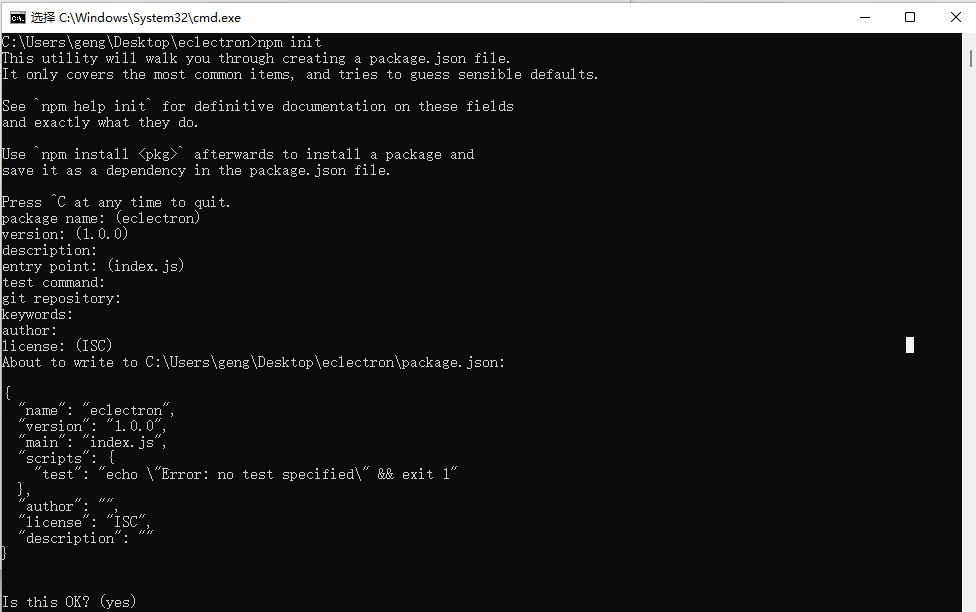 选择 C:\Windows\System32\cmd.exe
C:\Users\geng\Desktop\eclectron>npm init
This utility will walk you through creating a package.json file.
It only covers the most common items, and tries to guess sensible defaults.

See `npm help init` for definitive documentation on these fields
and exactly what they do.

Use `npm install <pkg>` afterwards to install a package and
save it as a dependency in the package.json file.

Press ^C at any time to quit.
package name: (eclectron)
version: (1.0.0)
description:
entry point: (index.js)
test command:
git repository:
keywords:
author:
license: (ISC)
About to write to C:\Users\geng\Desktop\eclectron\package.json:

{
  "name": "eclectron",
  "version": "1.0.0",
  "main": "index.js",
  "scripts": {
    "test": "echo \"Error: no test specified\" && exit 1"
  },
  "author": "",
  "license": "ISC",
  "description": ""
}


Is this OK? (yes)